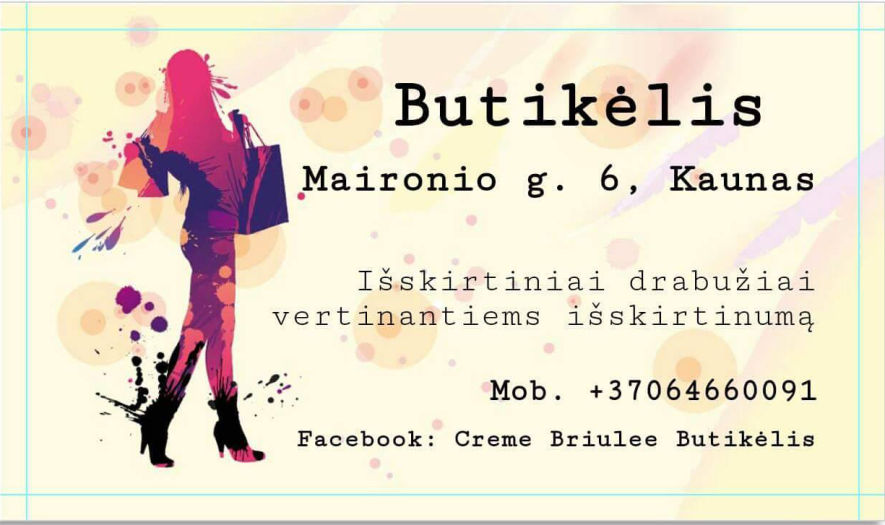 Butikėlis
Maironio g. 6, Kaunas
Išskirtiniai drabužiai
vertinantiems išskirtinumą
Mob. +37064660091
Facebook: Creme Briulee Butikėlis